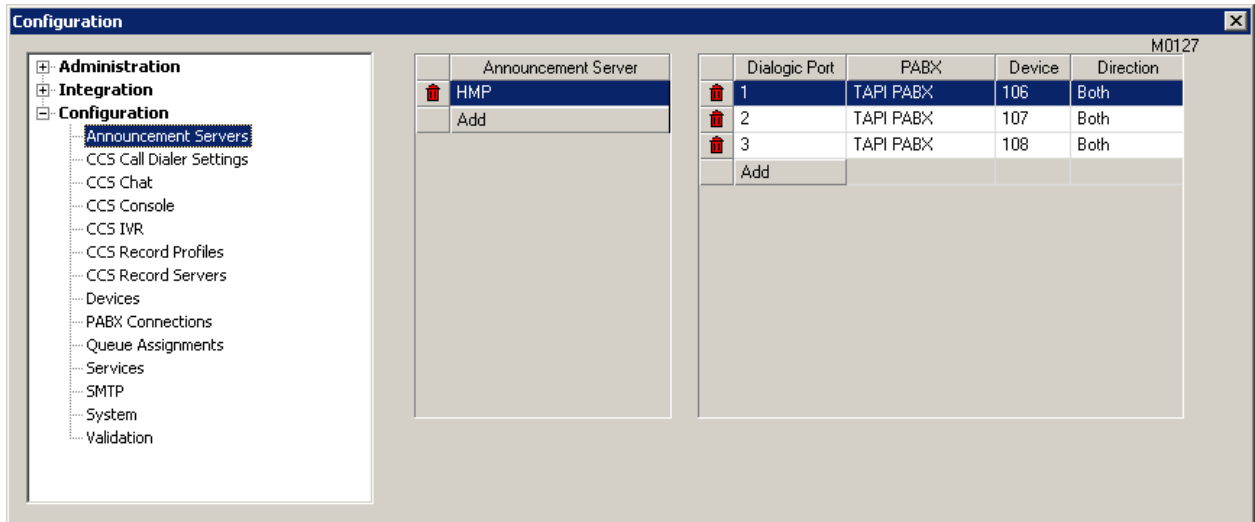 Configuration
M0127
Administration
Integration
Configuration
Announcement Servers
CCS Call Dialer Settings
CCS Chat
CCS Console
CCS IVR
CCS Record Profiles
CCS Record Servers
Devices
PABX Connections
Queue Assignments
Services
SMTP
System
Validation
Announcement Server
HMP
Add
Dialogic Port PABX Device Direction
1 TAPI PABX 106 Both
2 TAPI PABX 107 Both
3 TAPI PABX 108 Both
Add